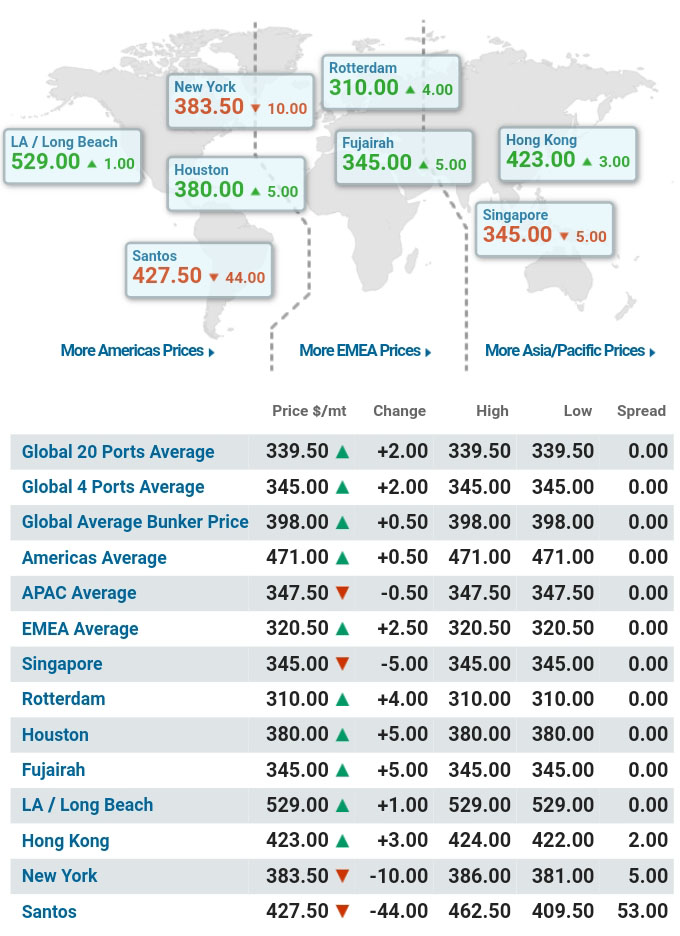 Rotterdam
310.00 ▲ 4.00
New York
383.50 ▼ 10.00
LA / Long Beach
529.00 ▲ 1.00
Fujairah
345.00 ▲ 5.00
Hong Kong
423.00 ▲ 3.00
Houston
380.00 ▲ 5.00
Singapore
345.00 ▼ 5.00
Santos
427.50 ▼ 44.00
More Americas Prices More EMEA Prices More Asia/Pacific Prices
Price $/mt Change High Low Spread
Global 20 Ports Average 339.50 ▲ +2.00 339.50 339.50 0.00
Global 4 Ports Average 345.00 ▲ +2.00 345.00 345.00 0.00
Global Average Bunker Price 398.00 ▲ +0.50 398.00 398.00 0.00
Americas Average 471.00 ▲ +0.50 471.00 471.00 0.00
APAC Average 347.50 ▼ -0.50 347.50 347.50 0.00
EMEA Average 320.50 ▲ +2.50 320.50 320.50 0.00
Singapore 345.00 ▼ -5.00 345.00 345.00 0.00
Rotterdam 310.00 ▲ +4.00 310.00 310.00 0.00
Houston 380.00 ▲ +5.00 380.00 380.00 0.00
Fujairah 345.00 ▲ +5.00 345.00 345.00 0.00
LA / Long Beach 529.00 ▲ +1.00 529.00 529.00 0.00
Hong Kong 423.00 ▲ +3.00 424.00 422.00 2.00
New York 383.50 ▼ -10.00 386.00 381.00 5.00
Santos 427.50 ▼ -44.00 462.50 409.50 53.00